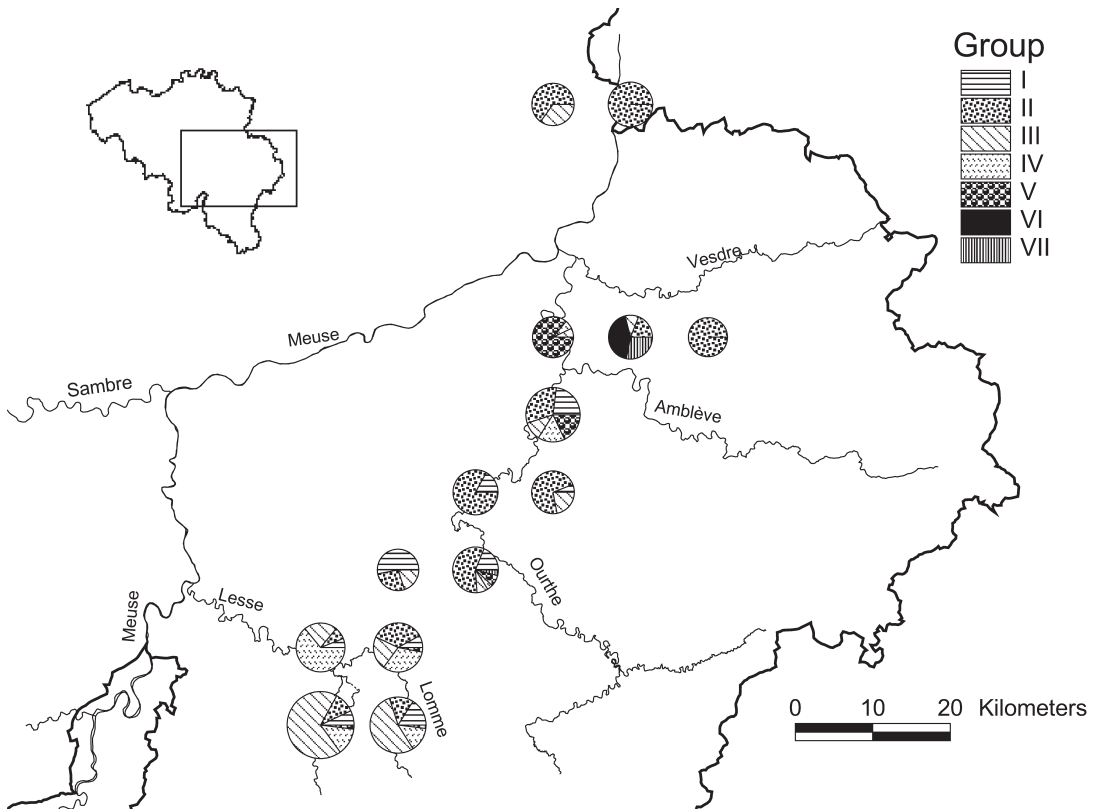 Group
I
II
III
IV
V
VI
VII
Vesdre
Meuse
Sambre
Amblève
Ourthe
Lesse
Meuse
Lomme
0 10 20 Kilometers